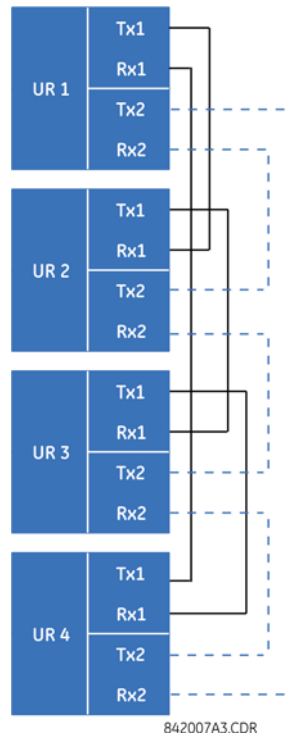 UR 1
Tx1
Rx1
Tx2
Rx2
UR 2
Tx1
Rx1
Tx2
Rx2
UR 3
Tx1
Rx1
Tx2
Rx2
UR 4
Tx1
Rx1
Tx2
Rx2
842007A3.CDR